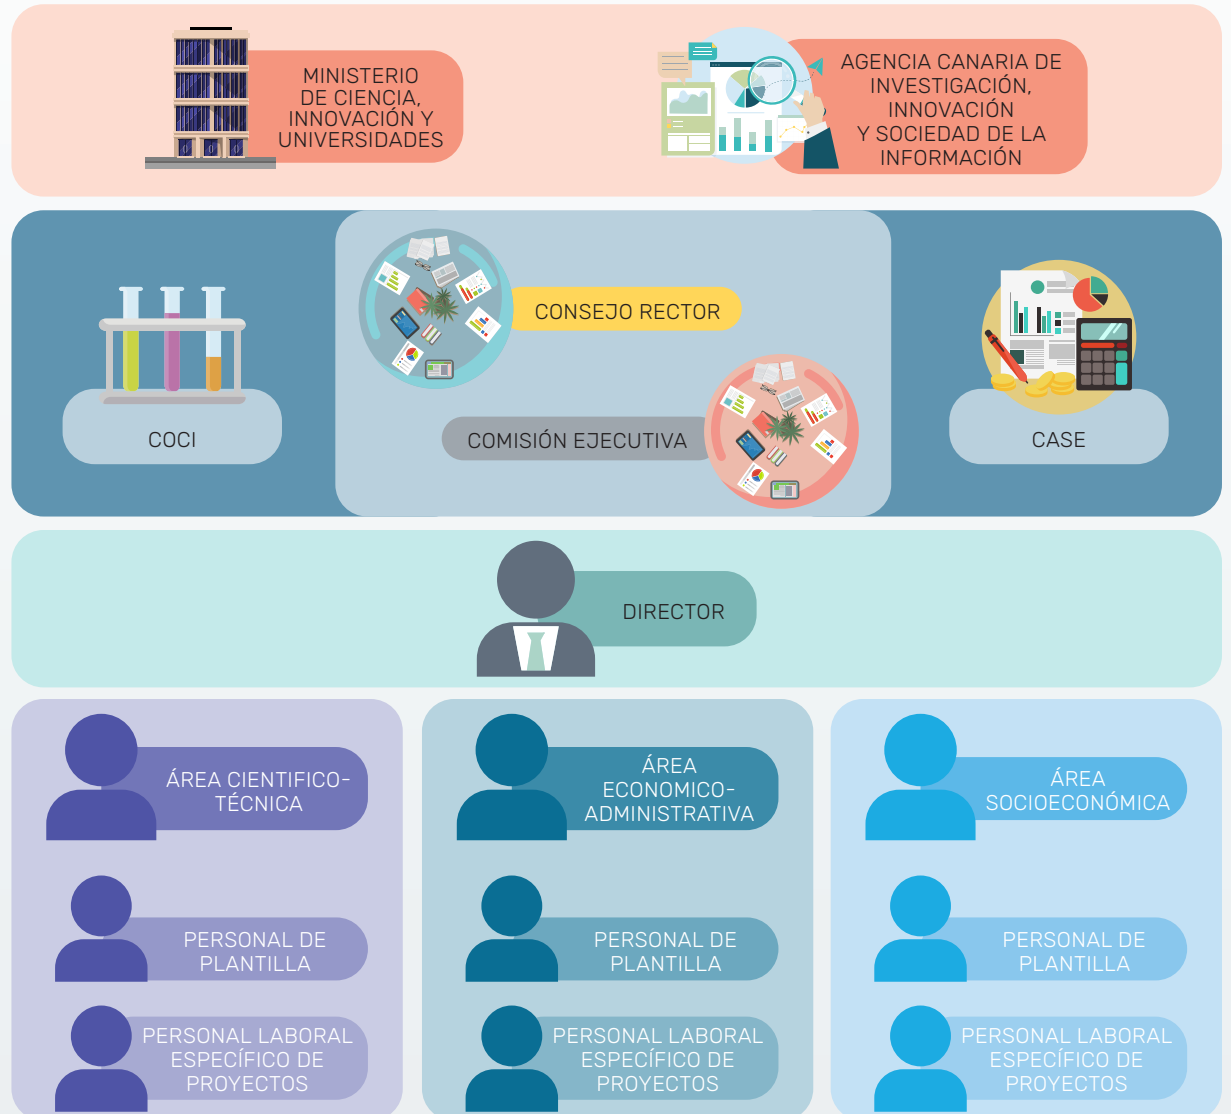 MINISTERIO
DE CIENCIA,
INNOVACIÓN Y
UNIVERSIDADES
AGENCIA CANARIA DE
INVESTIGACIÓN,
INNOVACIÓN
Y SOCIEDAD DE LA
INFORMACIÓN
CONSEJO RECTOR
COCI
COMISIÓN EJECUTIVA
CASE
DIRECTOR
ÁREA CIENTIFICO-
TÉCNICA
PERSONAL DE
PLANTILLA
PERSONAL LABORAL
ESPECÍFICO DE
PROYECTOS
ÁREA
ECONOMICO-
ADMINISTRATIVA
PERSONAL DE
PLANTILLA
PERSONAL LABORAL
ESPECÍFICO DE
PROYECTOS
ÁREA
SOCIOECONÓMICA
PERSONAL DE
PLANTILLA
PERSONAL LABORAL
ESPECÍFICO DE
PROYECTOS